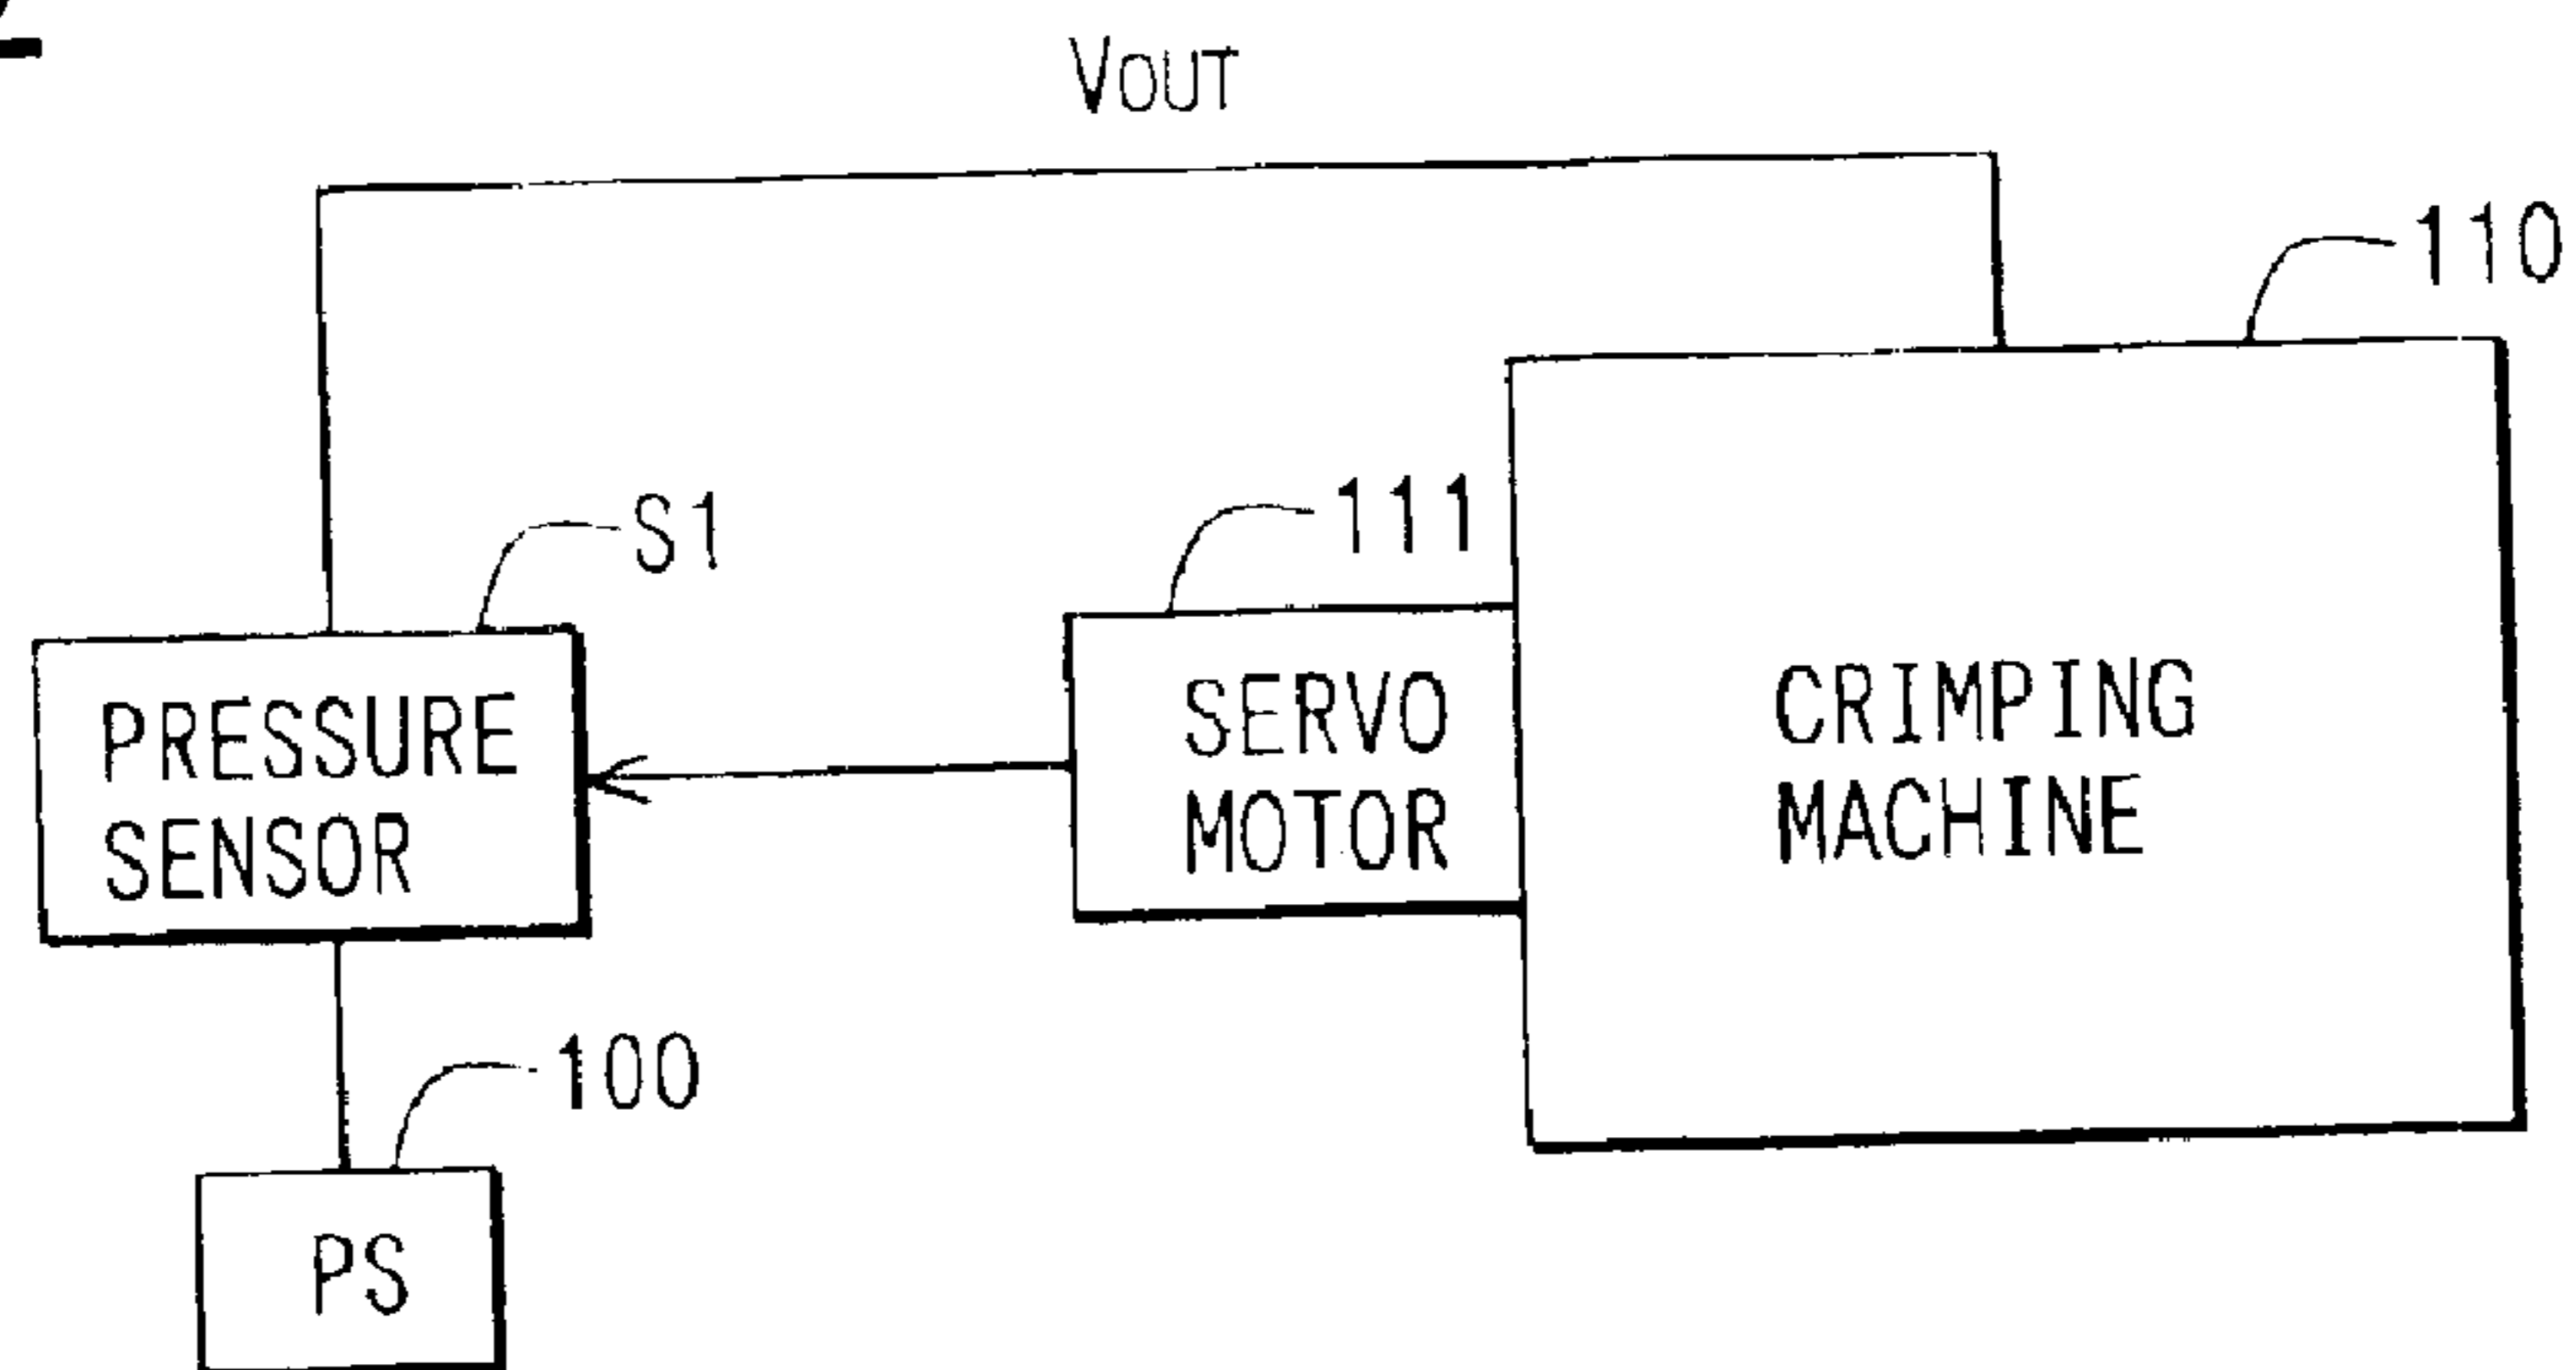 VOUT
110
S1
111
PRESSURE
SENSOR
SERVO
MOTOR
CRIMPING
MACHINE
100
PS